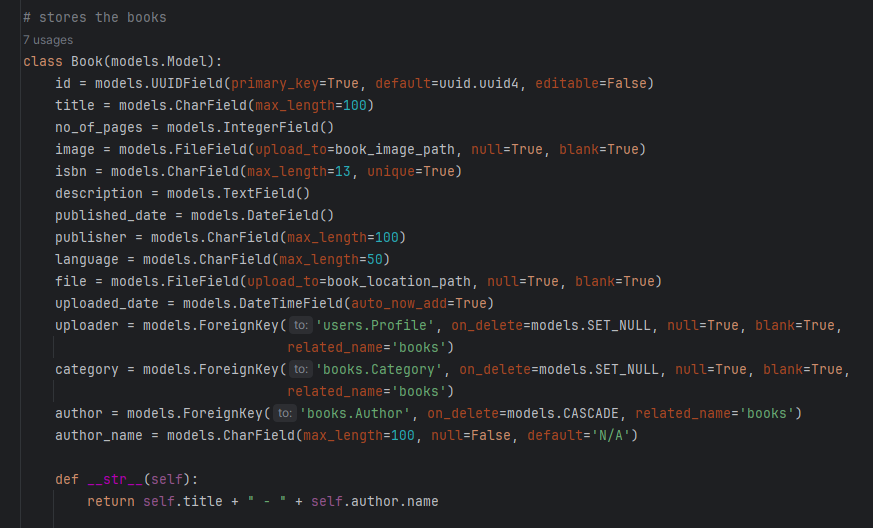 # stores the books
7 usages
class Book(models.Model):
    id = models.UUIDField(primary_key=True, default=uuid.uuid4, editable=False)
    title = models.CharField(max_length=100)
    no_of_pages = models.IntegerField()
    image = models.FileField(upload_to=book_image_path, null=True, blank=True)
    isbn = models.CharField(max_length=13, unique=True)
    description = models.TextField()
    published_date = models.DateField()
    publisher = models.CharField(max_length=100)
    language = models.CharField(max_length=50)
    file = models.FileField(upload_to=book_location_path, null=True, blank=True)
    uploaded_date = models.DateTimeField(auto_now_add=True)
    uploader = models.ForeignKey( to: 'users.Profile', on_delete=models.SET_NULL, null=True, blank=True,
                                 related_name='books')
    category = models.ForeignKey( to: 'books.Category', on_delete=models.SET_NULL, null=True, blank=True,
                                 related_name='books')
    author = models.ForeignKey( to: 'books.Author', on_delete=models.CASCADE, related_name='books')
    author_name = models.CharField(max_length=100, null=False, default='N/A')
    def __str__(self):
        return self.title + " - " + self.author.name